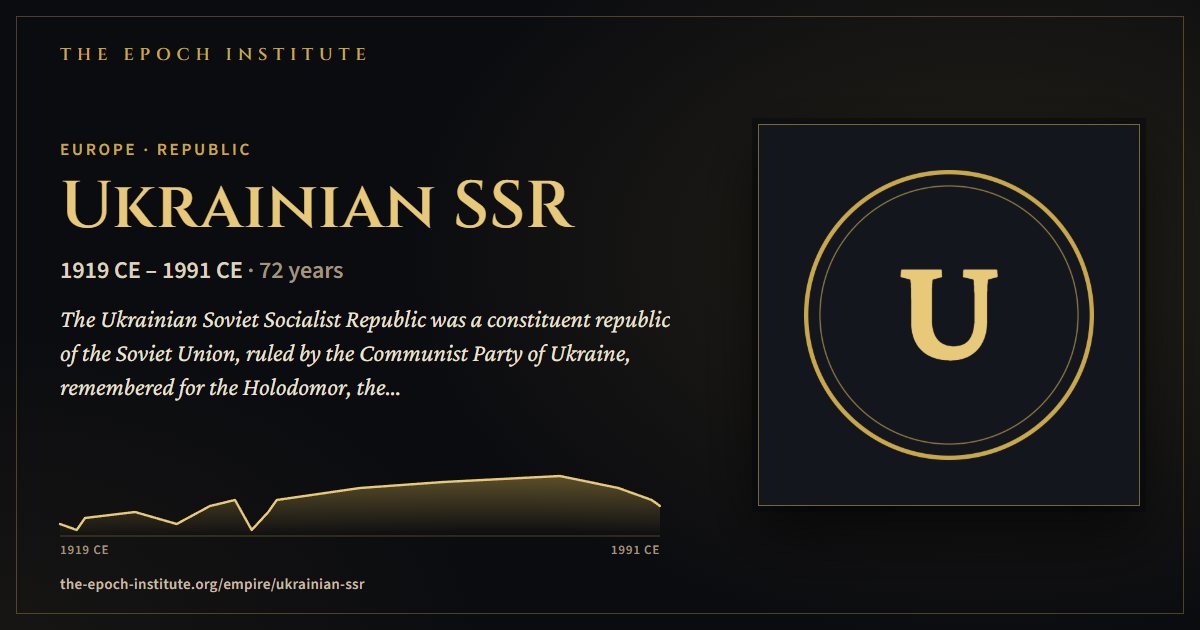 THE EPOCH INSTITUTE
EUROPE · REPUBLIC
UKRAINIAN SSR
1919 CE – 1991 CE · 72 years
The Ukrainian Soviet Socialist Republic was a constituent republic
of the Soviet Union, ruled by the Communist Party of Ukraine,
remembered for the Holodomor, the...
U
1919 CE
1991 CE
the-epoch-institute.org/empire/ukrainian-ssr